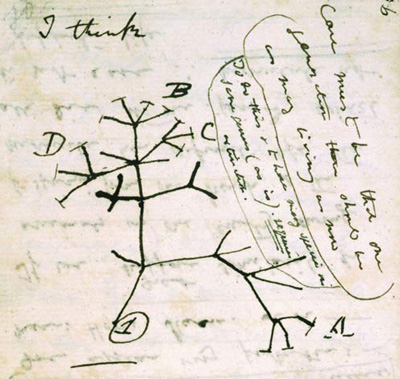 36
I think
Case must be that one
generation then should be
as many living as now
To do this & to have many species in
same genus (as is). requires
extinction.
B
C
D
A
1